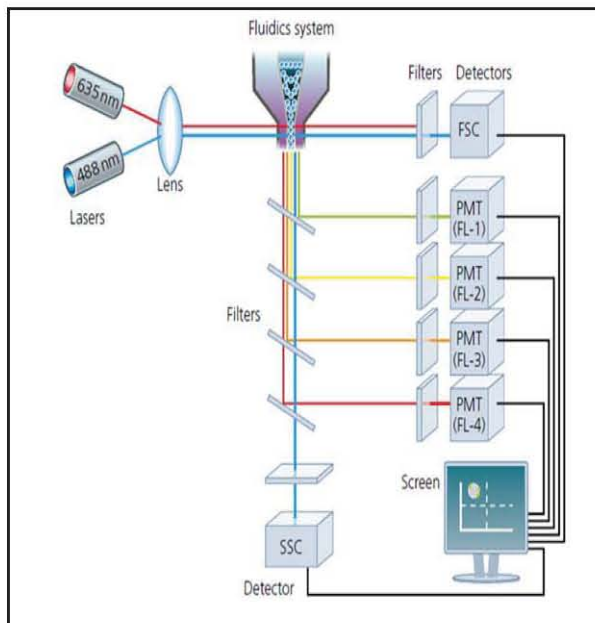 Fluidics system
Filters
Detectors
635 nm
FSC
488 nm
Lens
Lasers
PMT
(FL-1)
PMT
(FL-2)
Filters
PMT
(FL-3)
PMT
(FL-4)
Screen
SSC
Detector